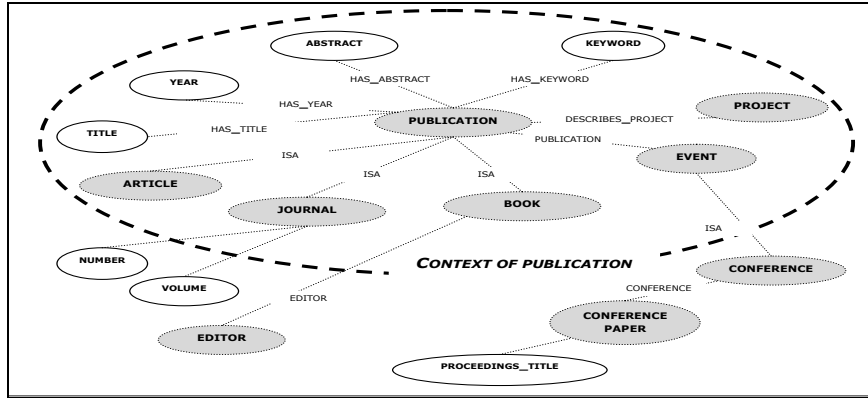 ABSTRACT
KEYWORD
YEAR
HAS_ABSTRACT
HAS_KEYWORD
HAS_YEAR
PROJECT
TITLE
HAS_TITLE
PUBLICATION
DESCRIBES_PROJECT
PUBLICATION
EVENT
ISA
ARTICLE
ISA
ISA
JOURNAL
BOOK
ISA
NUMBER
CONTEXT OF PUBLICATION
CONFERENCE
VOLUME
EDITOR
CONFERENCE
EDITOR
CONFERENCE
PAPER
PROCEEDINGS_TITLE